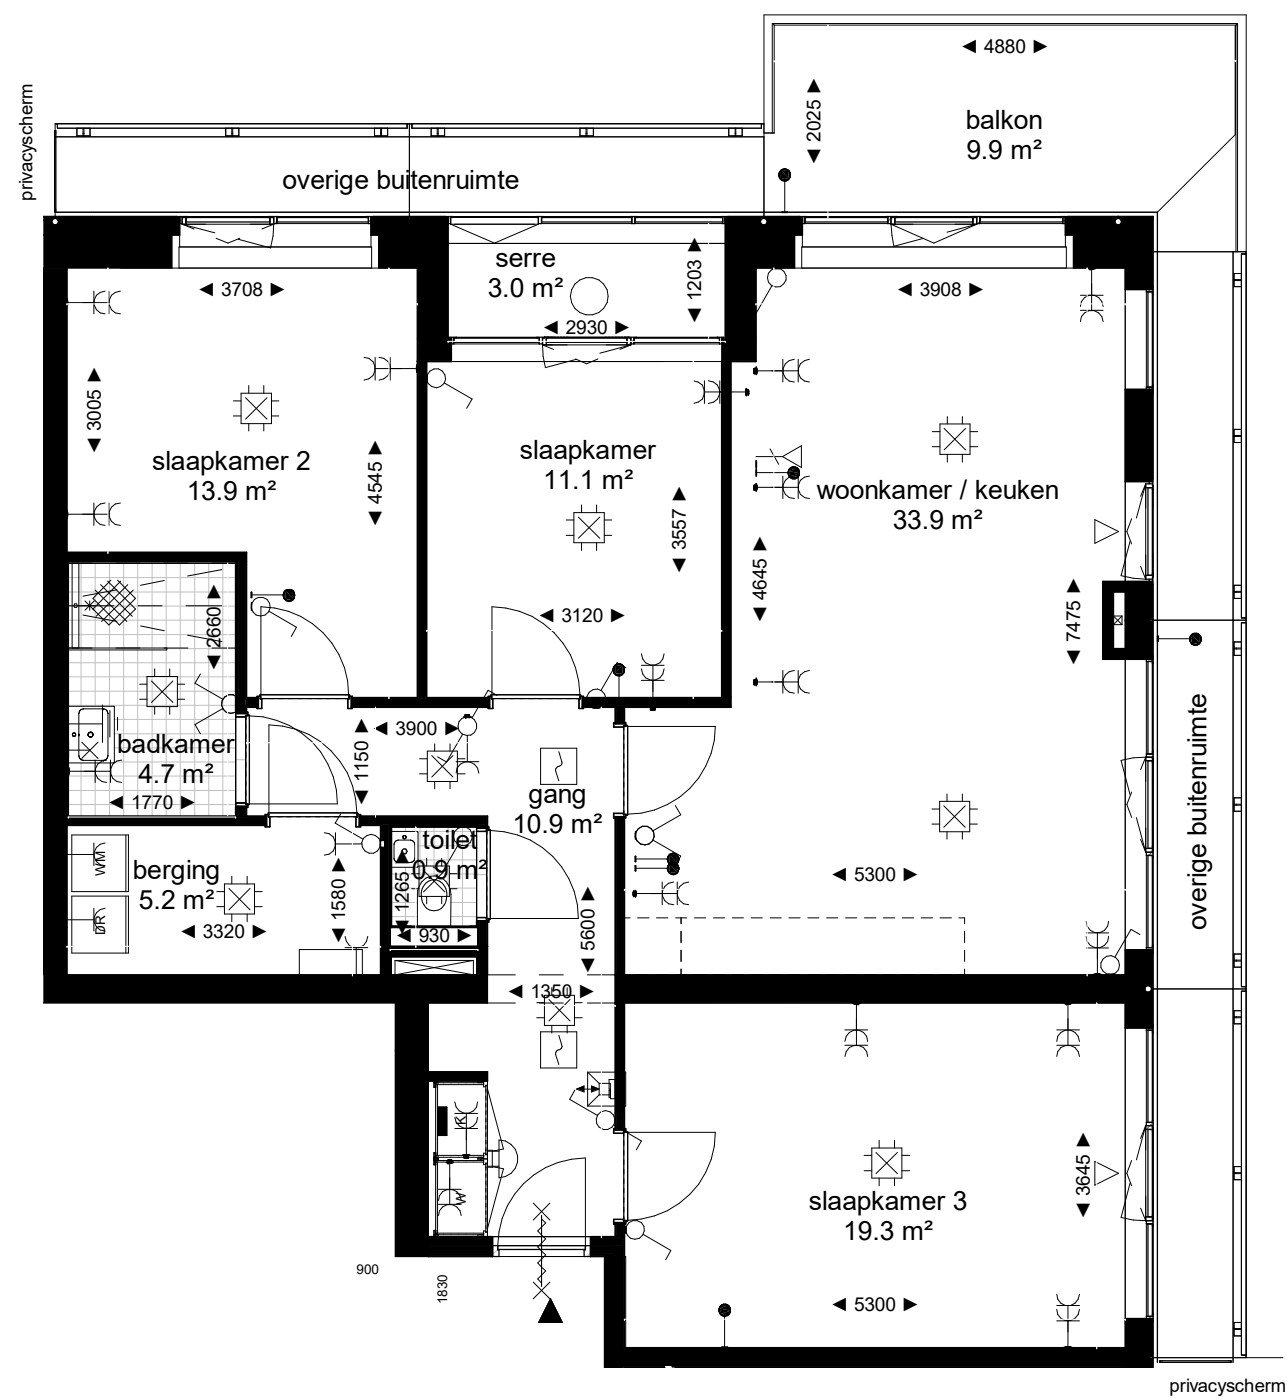 4880
2025
balkon
9.9 m²
privacyscherm
overige buitenruimte
serre
3.0 m²
1203
2930
3708
3908
3005
slaapkamer 2
13.9 m²
4545
slaapkamer
11.1 m²
3557
3120
woonkamer / keuken
33.9 m²
4645
7475
2660
badkamer
4.7 m²
1770
3900
1150
gang
10.9 m²
overige buitenruimte
WM
DR
berging
5.2 m²
3320
1580
toilet
0.9 m²
1265
930
5600
5300
1350
K
W
slaapkamer 3
19.3 m²
3645
5300
900
1830
privacyscherm